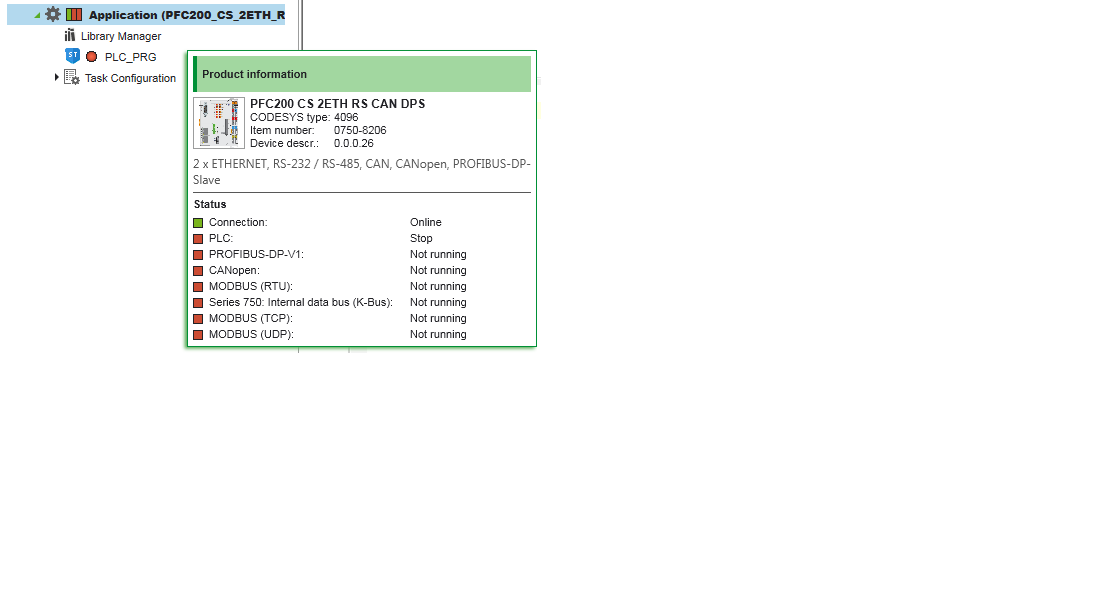 Application (PFC200_CS_2ETH_R
Library Manager
ST PLC_PRG
Task Configuration
Product information
PFC200 CS 2ETH RS CAN DPS
CODESYS type: 4096
Item number: 0750-8206
Device descr.: 0.0.0.26
2 x ETHERNET, RS-232 / RS-485, CAN, CANopen, PROFIBUS-DP-
Slave
Status
Connection: Online
PLC: Stop
PROFIBUS-DP-V1: Not running
CANopen: Not running
MODBUS (RTU): Not running
Series 750: Internal data bus (K-Bus): Not running
MODBUS (TCP): Not running
MODBUS (UDP): Not running